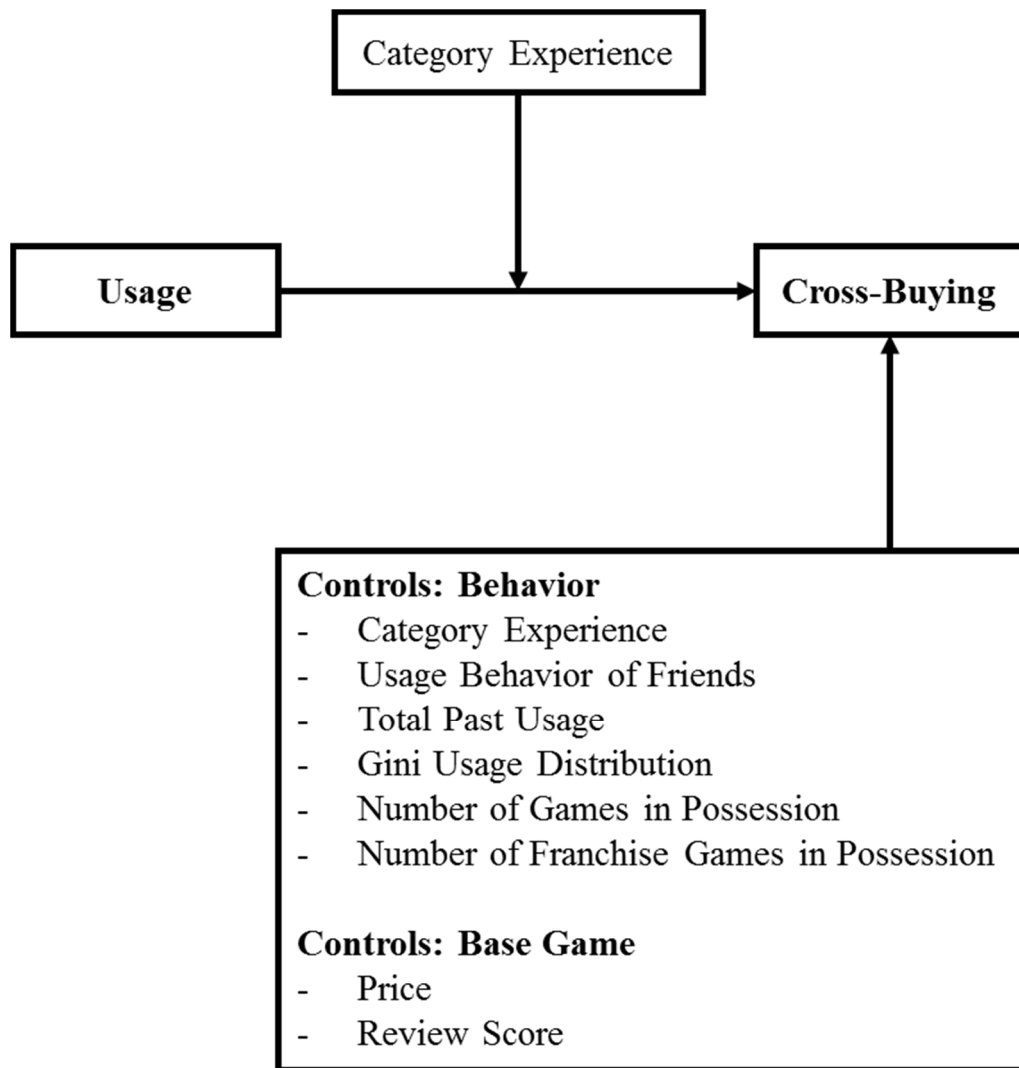 Category Experience
Usage
Cross-Buying
Controls: Behavior
- Category Experience
- Usage Behavior of Friends
- Total Past Usage
- Gini Usage Distribution
- Number of Games in Possession
- Number of Franchise Games in Possession
Controls: Base Game
- Price
- Review Score